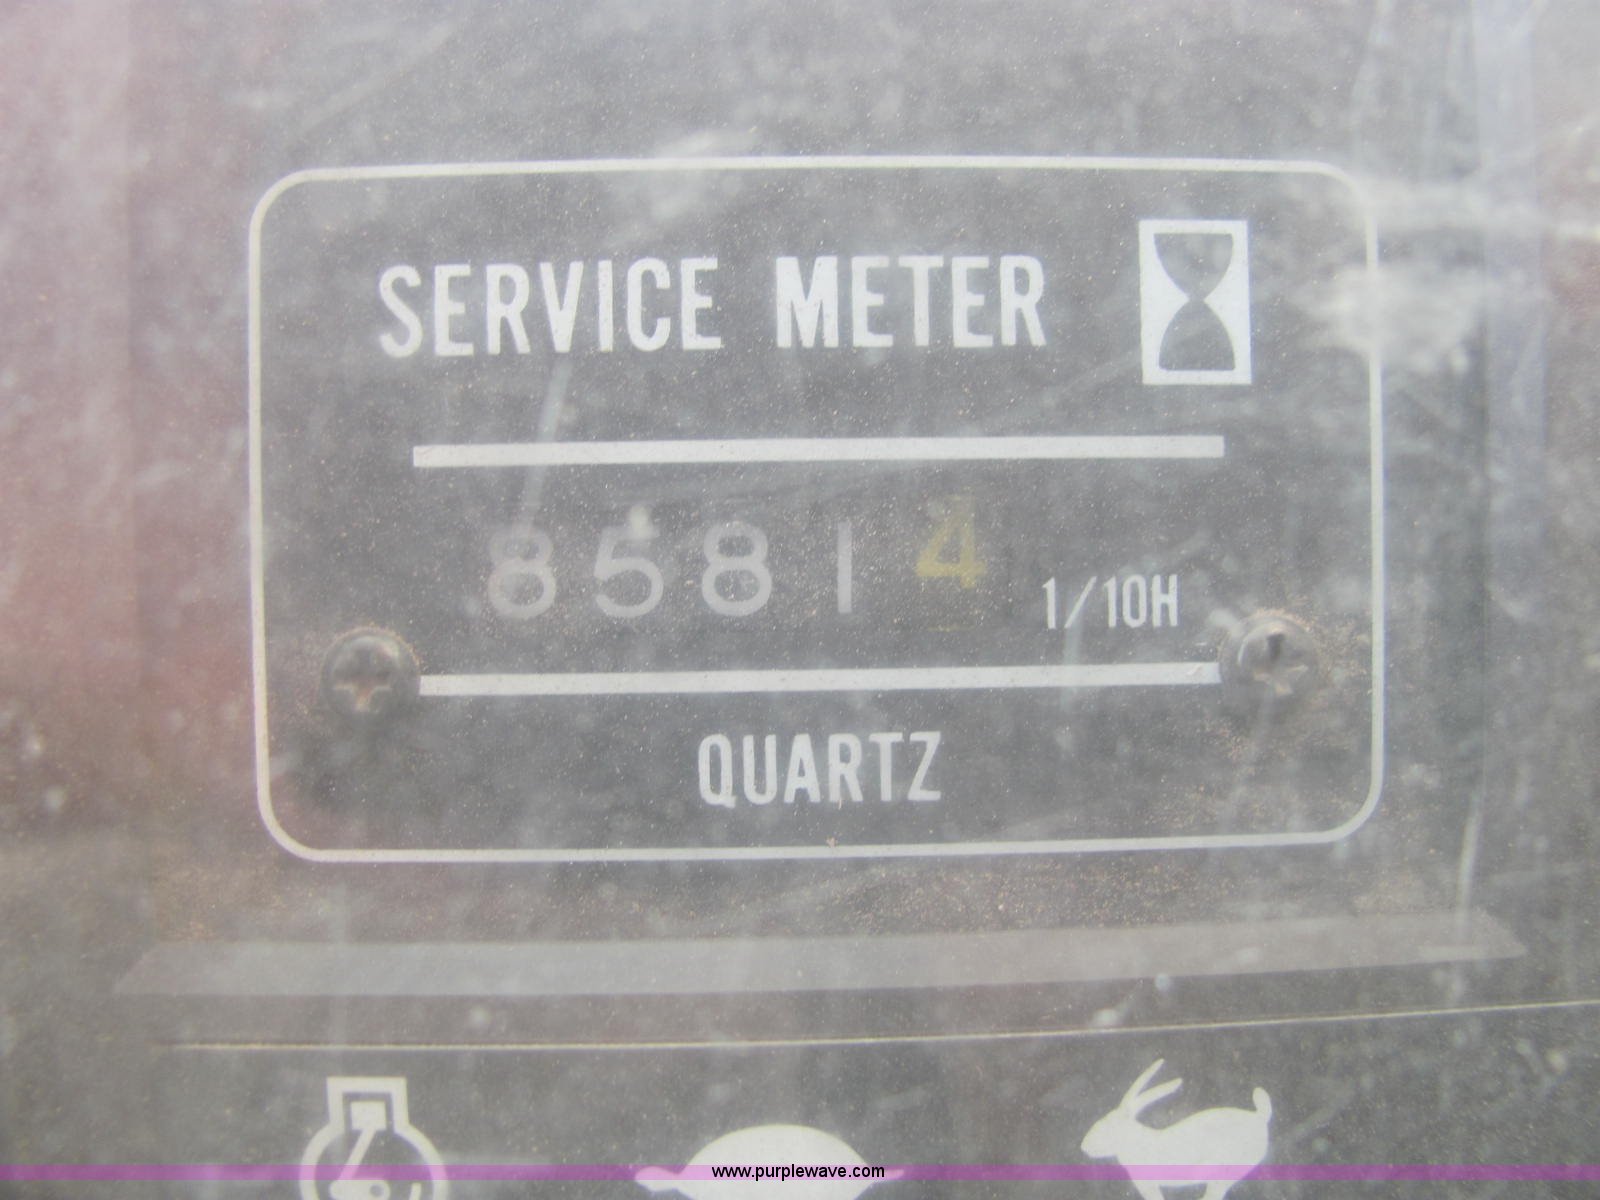 SERVICE METER
85814 1/10H
QUARTZ
www.purplewave.com